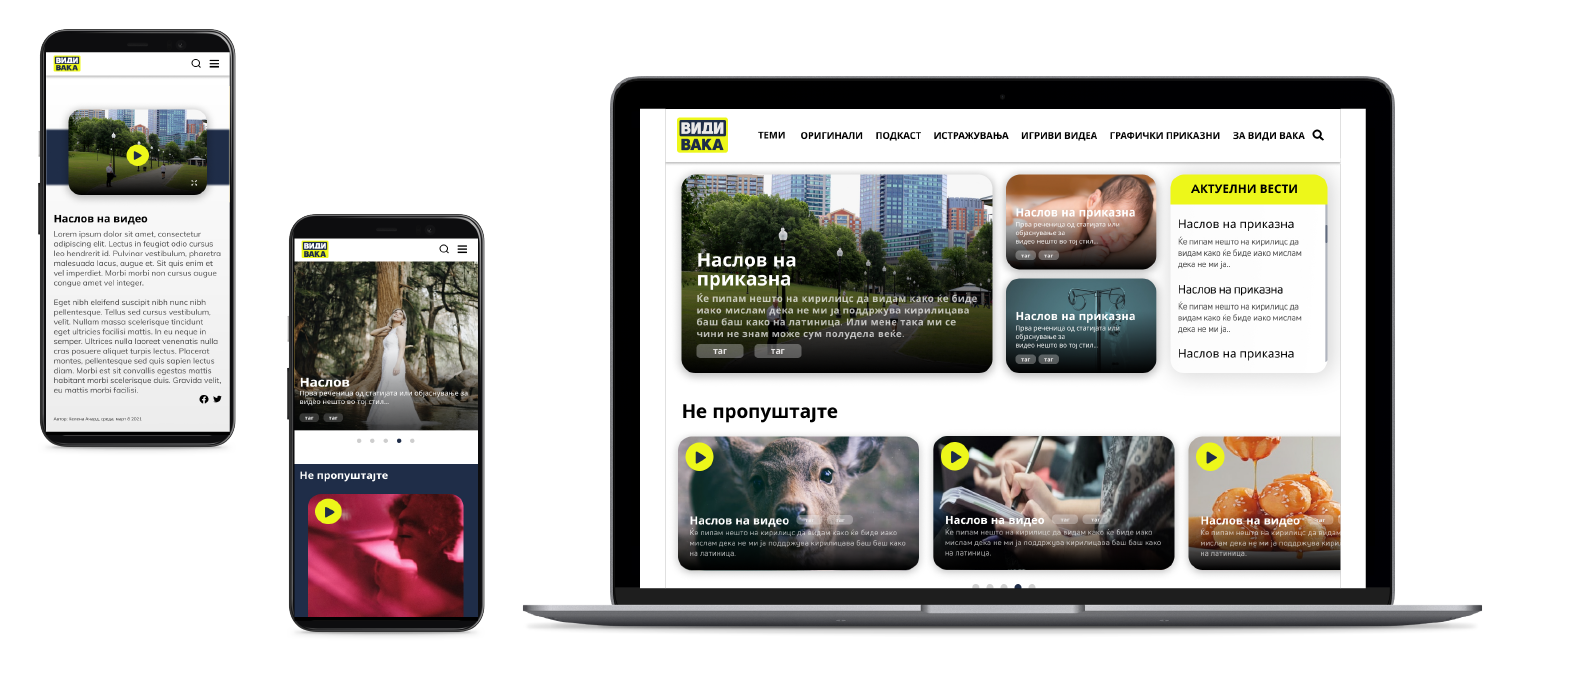 ВИДИ
ВАКА
Наслов на видео
Lorem ipsum dolor sit amet, consectetur
adipiscing elit. Lectus in feugiat odio cursus
leo hendrerit id. Pulvinar vestibulum, pharetra
malesuada lacus, augue et. Sit quis enim et
vel imperdiet. Morbi morbi non cursus augue
congue amet vel integer.
Eget nibh eleifend suscipit nibh nunc nibh
pellentesque. Tellus sed cursus vestibulum,
velit. Nullam massa scelerisque tincidunt
eget ultricies facilisi mattis. In eu neque in
semper. Ultrices nulla laoreet venenatis nulla
cras posuere aliquet turpis lectus. Placerat
montes, pellentesque sed quis sapien lectus
diam. Morbi est sit convallis egestas mattis
habitant morbi scelerisque duis. Gravida velit,
eu mattis morbi facilisi.
ВИДИ
ВАКА
Наслов
Прва реченица од статијата или објаснување за
видео нешто во тој стил...
таг таг
Не пропуштајте
ВИДИ
ВАКА
ТЕМИ ОРИГИНАЛИ ПОДКАСТ ИСТРАЖУВАЊА ИГРИВИ ВИДЕА ГРАФИЧКИ ПРИКАЗНИ ЗА ВИДИ ВАКА
Наслов на
приказна
Ќе пипам нешто на кирилицс да видам како ќе биде
иако мислам дека не ми ја поддржува кирилицава
баш баш како на латиница. Или мене така ми се
чини не знам може сум полудела веќе.
таг таг
Наслов на приказна
Прва реченица од статијата или
објаснување за
видео нешто во тој стил...
таг таг
Наслов на приказна
Прва реченица од статијата или
објаснување за
видео нешто во тој стил...
таг таг
АКТУЕЛНИ ВЕСТИ
Наслов на приказна
Ќе пипам нешто на кирилицс да
видам како ќе биде иако мислам
дека не ми ја..
Наслов на приказна
Ќе пипам нешто на кирилицс да
видам како ќе биде иако мислам
дека не ми ја..
Наслов на приказна
Не пропуштајте
Наслов на видео таг таг
Ќе пипам нешто на кирилицс да видам како ќе биде иако
мислам дека не ми ја поддржува кирилицава баш баш како
на латиница.
Наслов на видео таг таг
Ќе пипам нешто на кирилицс да видам како ќе биде иако
мислам дека не ми ја поддржува кирилицава баш баш како
на латиница.
Наслов на видео таг
Ќе пипам нешто на кирилицс да видам
мислам дека не ми ја поддржува кирил
на латиница.